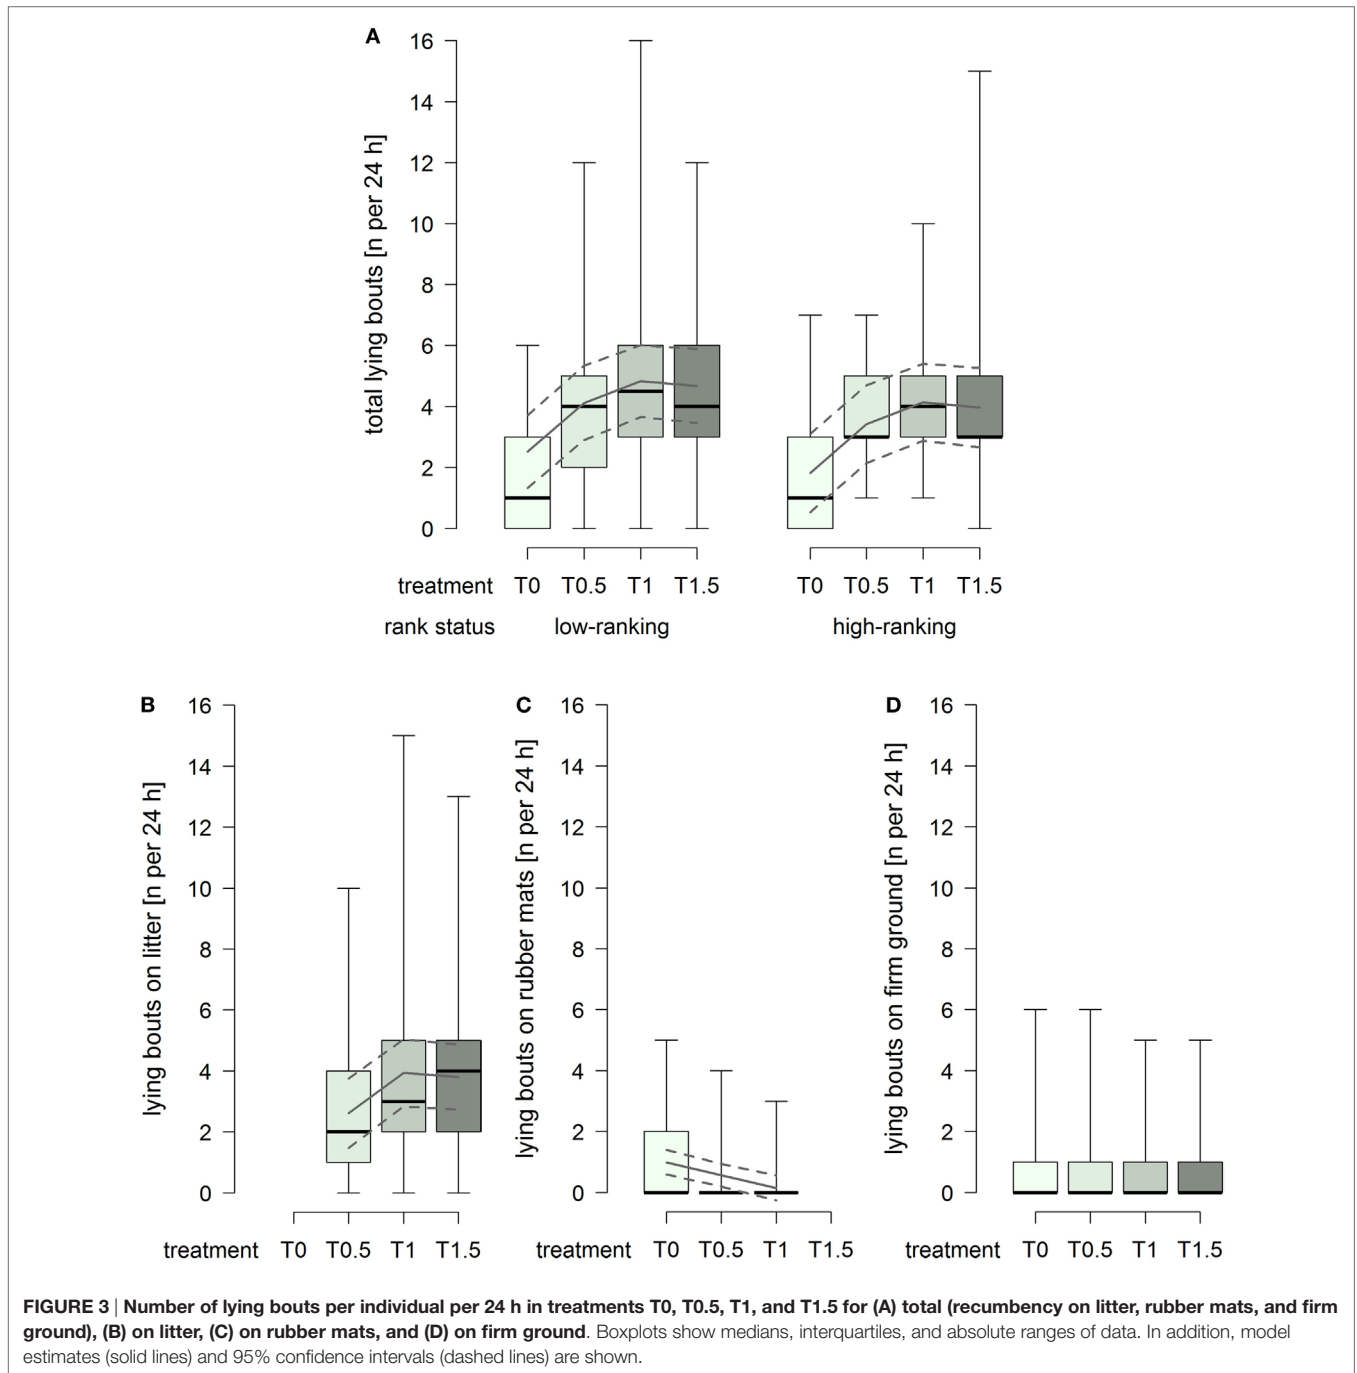 A
16
14
12
10
8
6
4
2
0
total lying bouts [n per 24 h]
treatment T0 T0.5 T1 T1.5 T0 T0.5 T1 T1.5
rank status low-ranking high-ranking
B
16
14
12
10
8
6
4
2
0
lying bouts on litter [n per 24 h]
treatment T0 T0.5 T1 T1.5
C
16
14
12
10
8
6
4
2
0
lying bouts on rubber mats [n per 24 h]
treatment T0 T0.5 T1 T1.5
D
16
14
12
10
8
6
4
2
0
lying bouts on firm ground [n per 24 h]
treatment T0 T0.5 T1 T1.5
FIGURE 3 | Number of lying bouts per individual per 24 h in treatments T0, T0.5, T1, and T1.5 for (A) total (recumbency on litter, rubber mats, and firm
ground), (B) on litter, (C) on rubber mats, and (D) on firm ground. Boxplots show medians, interquartiles, and absolute ranges of data. In addition, model
estimates (solid lines) and 95% confidence intervals (dashed lines) are shown.